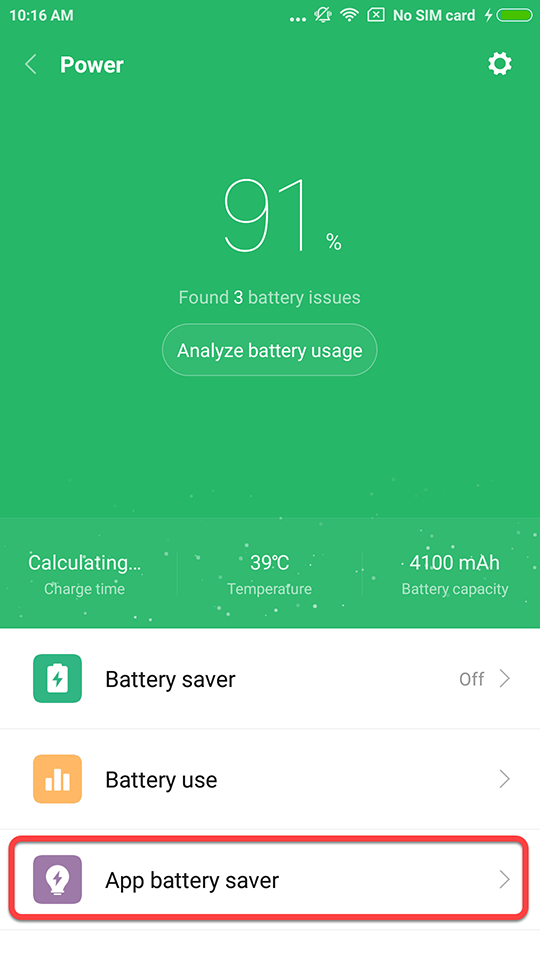 10:16 AM ... No SIM card
Power
91 %
Found 3 battery issues
Analyze battery usage
Calculating... 39℃ 4100 mAh
Charge time Temperature Battery capacity
Battery saver Off
Battery use
App battery saver